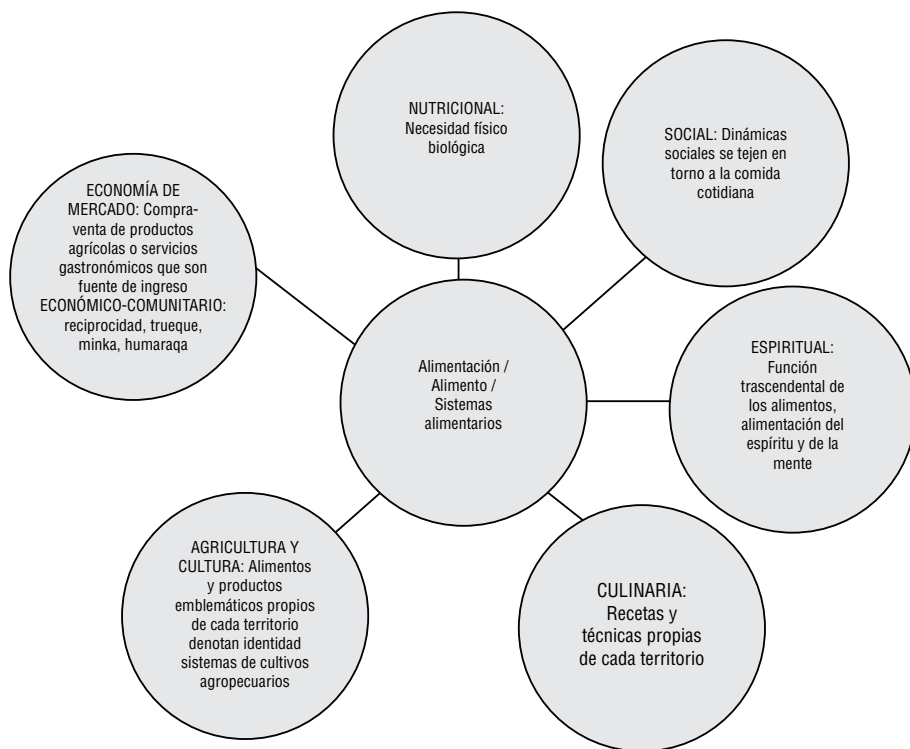 NUTRICIONAL:
Necesidad físico
biológica
SOCIAL: Dinámicas
sociales se tejen en
torno a la comida
cotidiana
ECONOMÍA DE
MERCADO: Compra-
venta de productos
agrícolas o servicios
gastronómicos que son
fuente de ingreso
ECONÓMICO-COMUNITARIO:
reciprocidad, trueque,
minka, humaraqa
Alimentación /
Alimento /
Sistemas
alimentarios
ESPIRITUAL:
Función
trascendental de
los alimentos,
alimentación del
espíritu y de la
mente
AGRICULTURA Y
CULTURA: Alimentos
y productos
emblemáticos propios
de cada territorio
denotan identidad
sistemas de cultivos
agropecuarios
CULINARIA:
Recetas y
técnicas propias
de cada territorio